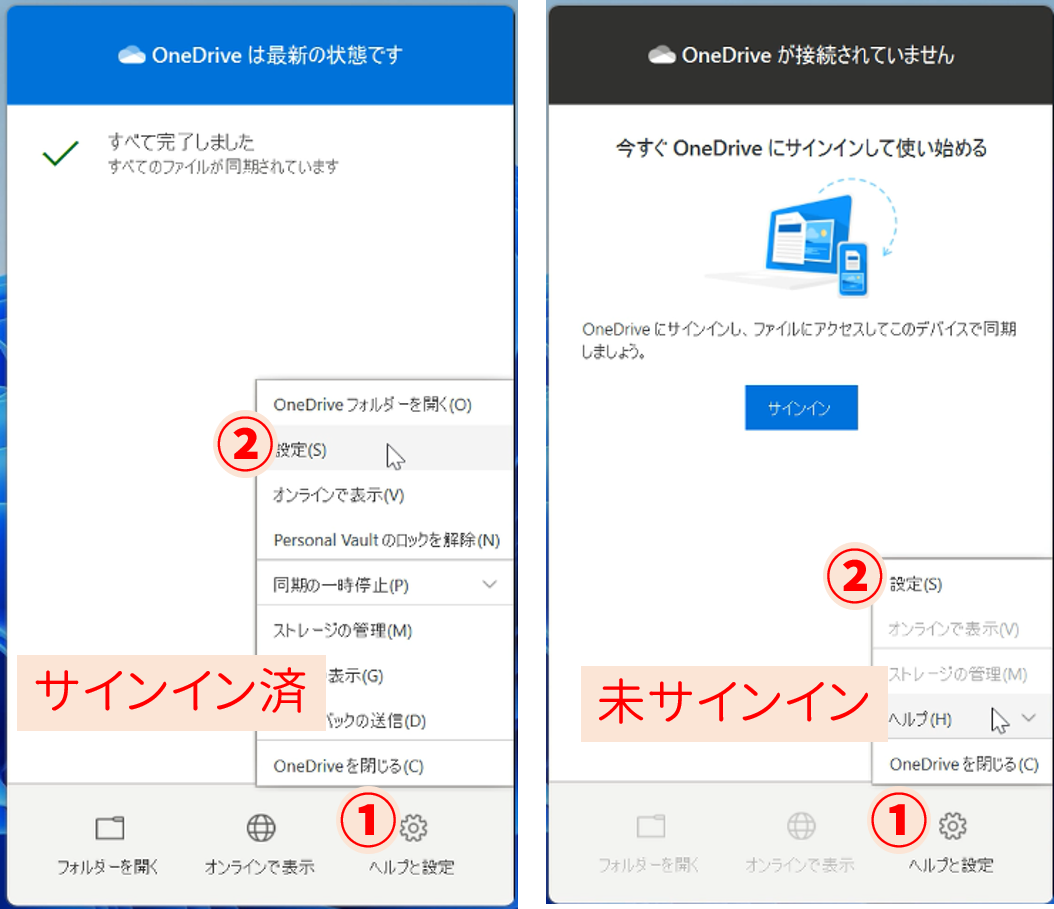 OneDrive は最新の状態です
すべて完了しました
すべてのファイルが同期されています
OneDrive フォルダーを開く(O)
②
設定(S)
オンラインで表示(V)
Personal Vault のロックを解除(N)
同期の一時停止(P)
ストレージの管理(M)
表示(G)
バックの送信(D)
サインイン済
OneDrive を閉じる(C)
①
フォルダーを開く
オンラインで表示
ヘルプと設定
OneDrive が接続されていません
今すぐ OneDrive にサインインして使い始める
OneDrive にサインインし、ファイルにアクセスしてこのデバイスで同期
しましょう。
サインイン
②
設定(S)
オンラインで表示(V)
ストレージの管理(M)
未サインイン
ヘルプ(H)
OneDrive を閉じる(C)
①
フォルダーを開く
オンラインで表示
ヘルプと設定